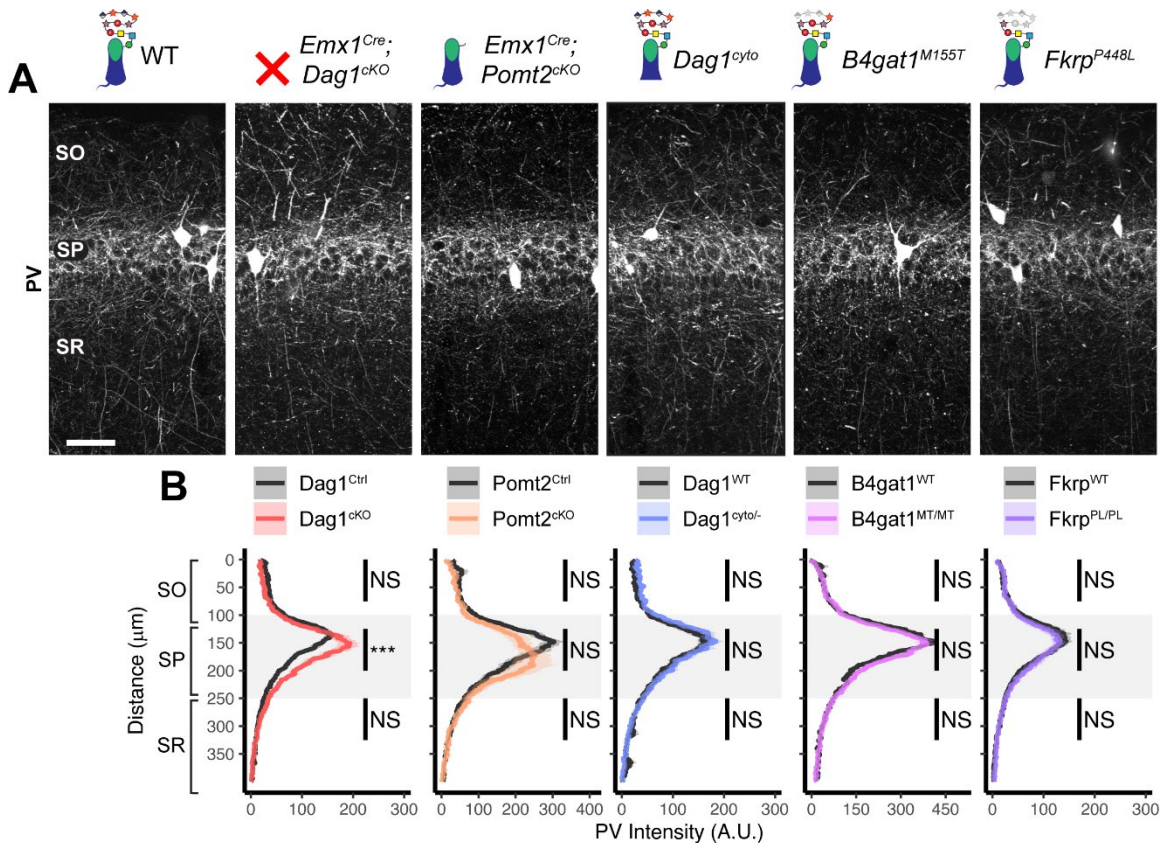 WT
Emx1Cre;
Dag1cKO
Emx1Cre;
Pomt2cKO
Dag1cyto
B4gat1M155T
FkrpP448L
A
PV
SO
SP
SR
B
Dag1Ctrl
Dag1cKO
Pomt2Ctrl
Pomt2cKO
Dag1WT
Dag1cyto/-
B4gat1WT
B4gat1MT/MT
FkrpWT
FkrpPL/PL
SO
SP
SR
Distance (μm)
0
50
100
150
200
250
300
350
NS
***
NS
NS
NS
NS
NS
NS
NS
NS
NS
NS
NS
NS
NS
0 100 200 300
0 100 200 300 400
0 100 200 300
0 150 300 450
0 100 200 300
PV Intensity (A.U.)